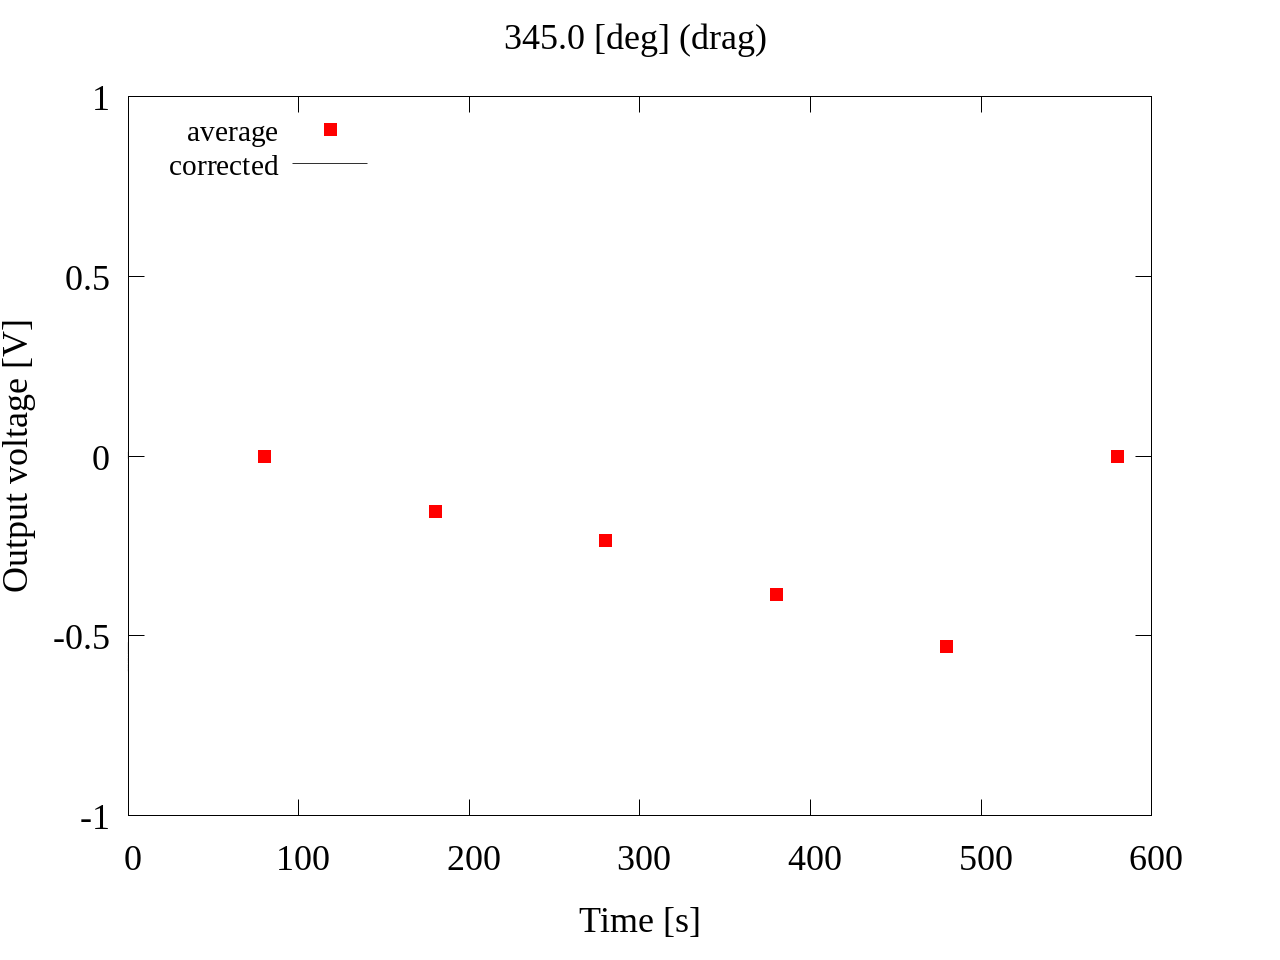 345.0 [deg] (drag)
1
average
corrected
0.5
0
-0.5
-1
Output voltage [V]
0 100 200 300 400 500 600
Time [s]